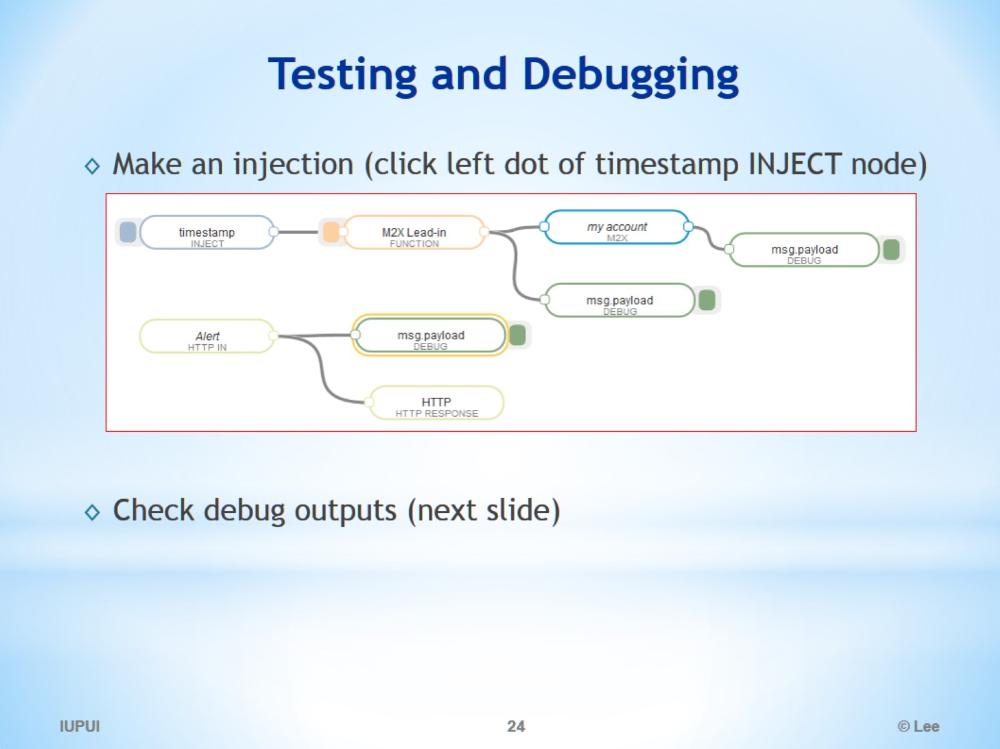 Testing and Debugging
◇ Make an injection (click left dot of timestamp INJECT node)
timestamp
INJECT
M2X Lead-in
FUNCTION
my account
M2X
msg.payload
DEBUG
msg.payload
DEBUG
Alert
HTTP IN
msg.payload
DEBUG
HTTP
HTTP RESPONSE
◇ Check debug outputs (next slide)
IUPUI
24
© Lee